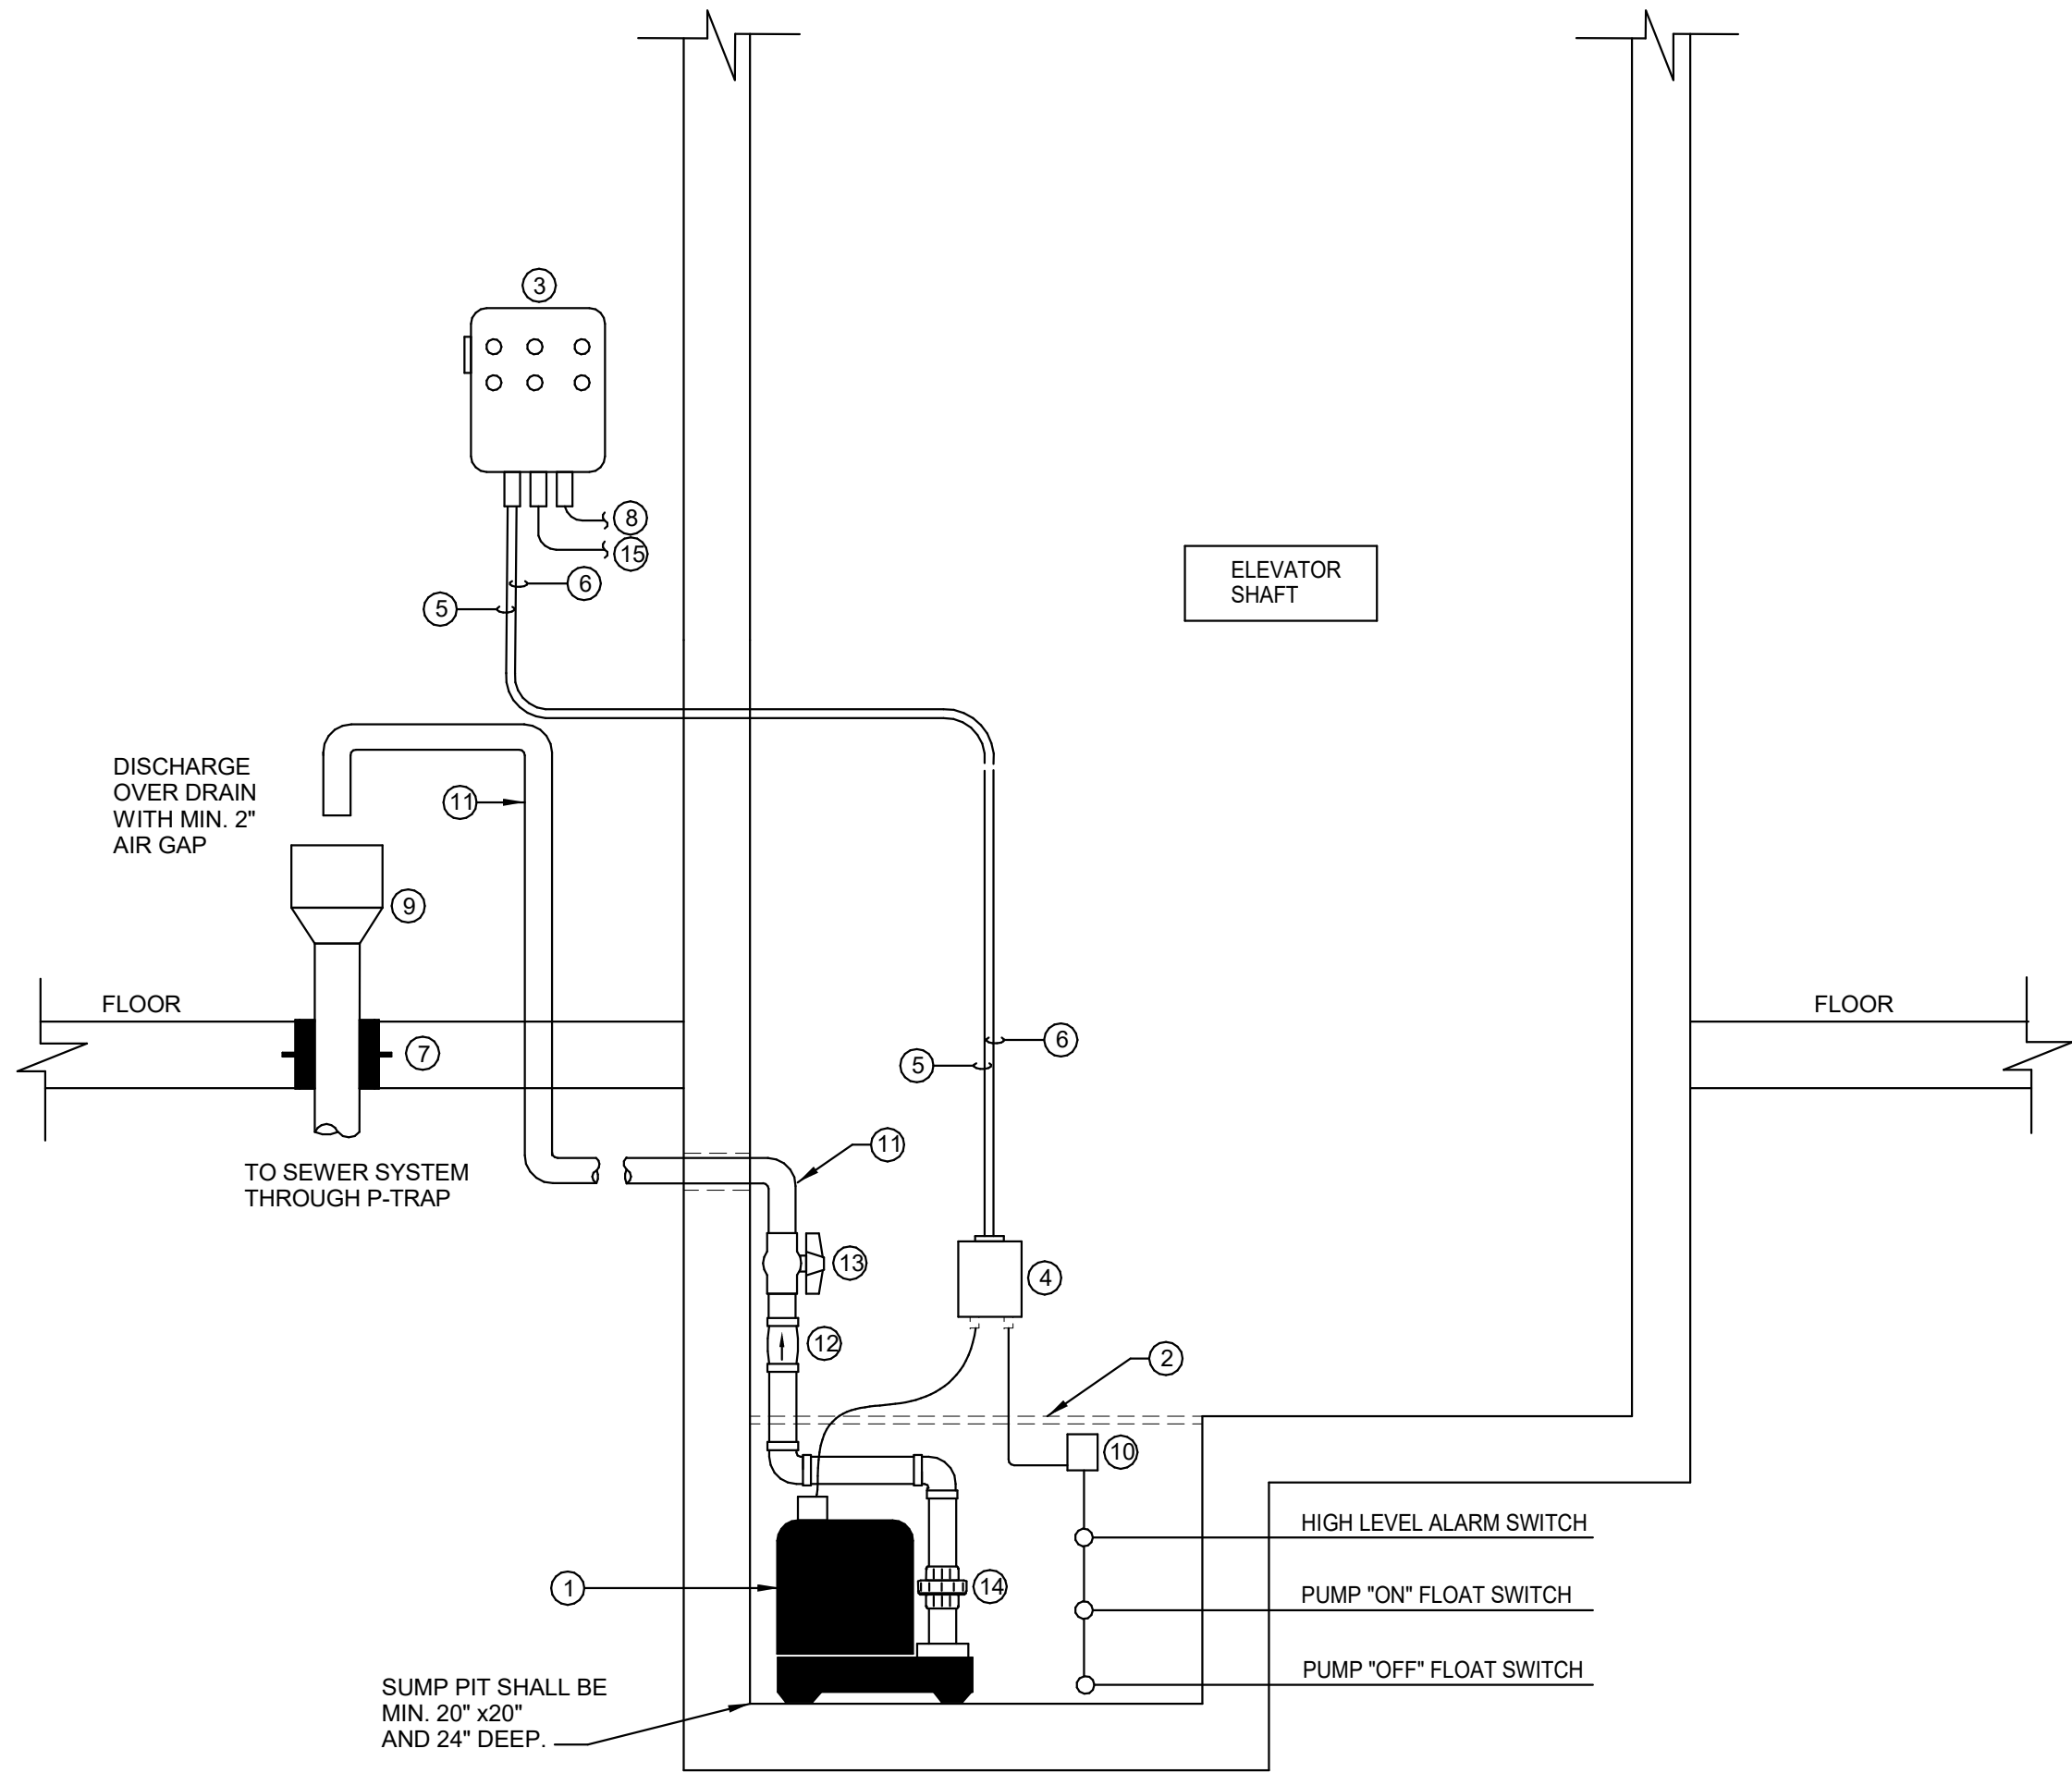 3
8
15
6
5
ELEVATOR
SHAFT
DISCHARGE
OVER DRAIN
WITH MIN. 2"
AIR GAP
11
9
FLOOR
FLOOR
7
6
5
11
TO SEWER SYSTEM
THROUGH P-TRAP
13
4
12
2
10
HIGH LEVEL ALARM SWITCH
1
14
PUMP "ON" FLOAT SWITCH
PUMP "OFF" FLOAT SWITCH
SUMP PIT SHALL BE
MIN. 20" x20"
AND 24" DEEP.